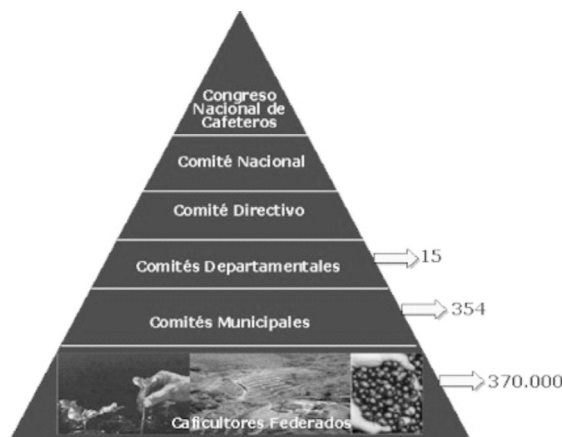 Congreso
Nacional de
Cafeteros
Comité Nacional
Comité Directivo
Comités Departamentales
15
Comités Municipales
354
370.000
Caficultores Federados